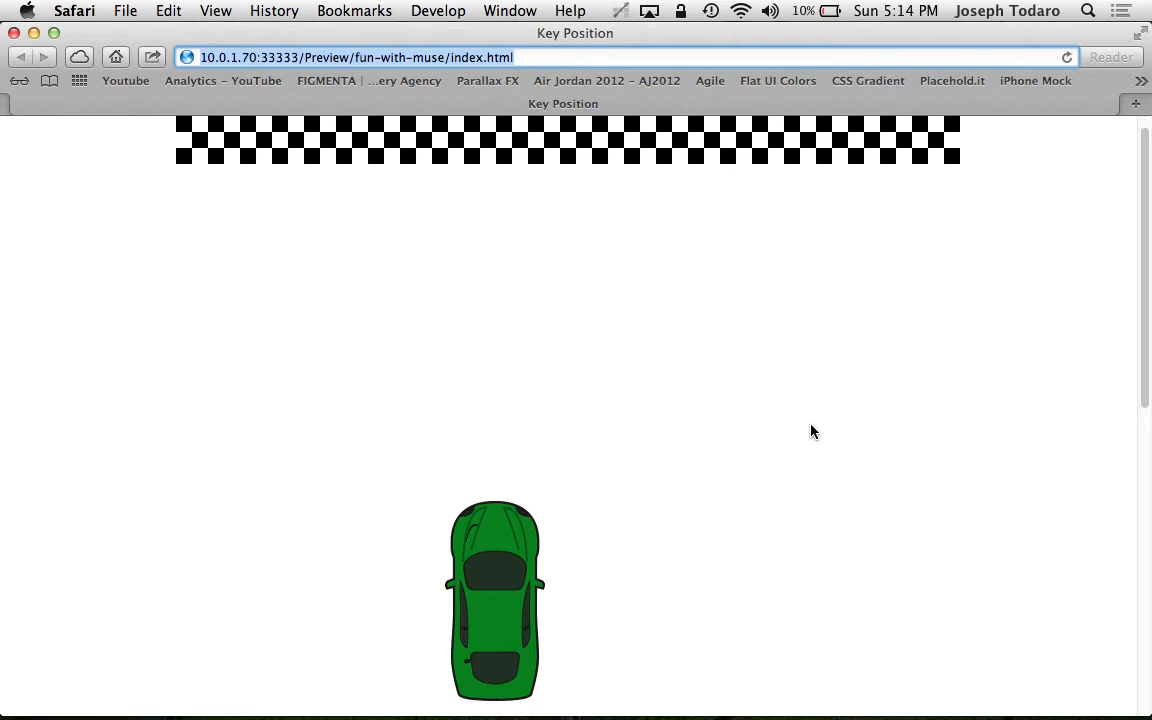 Safari File Edit View History Bookmarks Develop Window Help 10% Sun 5:14 PM Joseph Todaro
Key Position
10.0.1.70:33333/Preview/fun-with-muse/index.html Reader
Youtube Analytics - YouTube FIGMENTA | ...ery Agency Parallax FX Air Jordan 2012 - AJ2012 Agile Flat UI Colors CSS Gradient Placehold.it iPhone Mock
Key Position